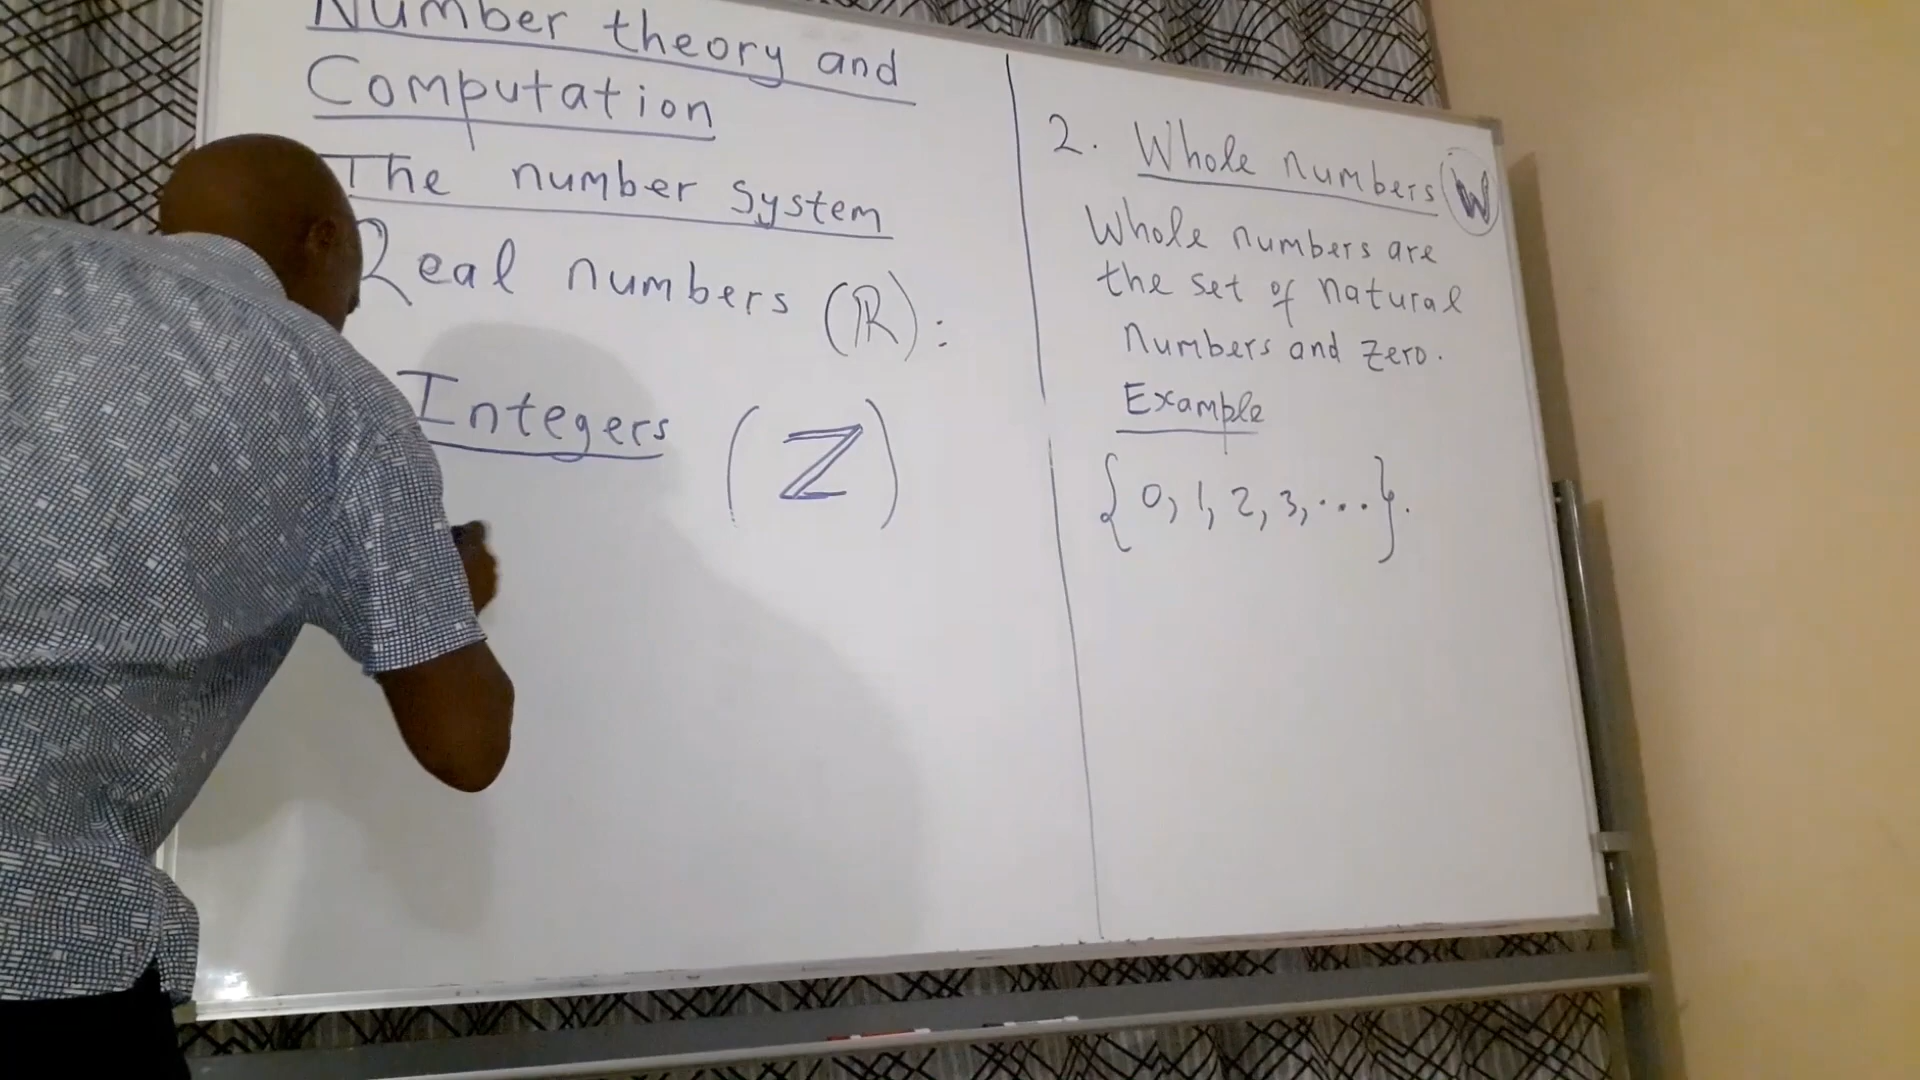 Number theory and
Computation
The number system
Real numbers (ℝ):
Integers (ℤ)
2. Whole numbers W
Whole numbers are
the set of natural
numbers and zero.
Example
{0, 1, 2, 3, ...}.